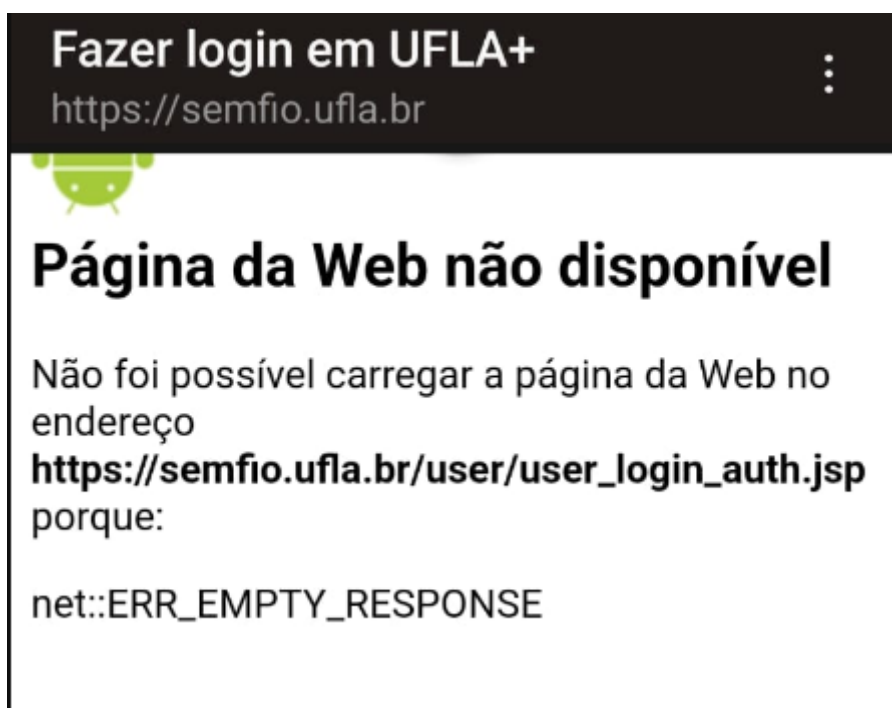 Fazer login em UFLA+
https://semfio.ufla.br
Página da Web não disponível
Não foi possível carregar a página da Web no
endereço
https://semfio.ufla.br/user/user_login_auth.jsp
porque:
net::ERR_EMPTY_RESPONSE